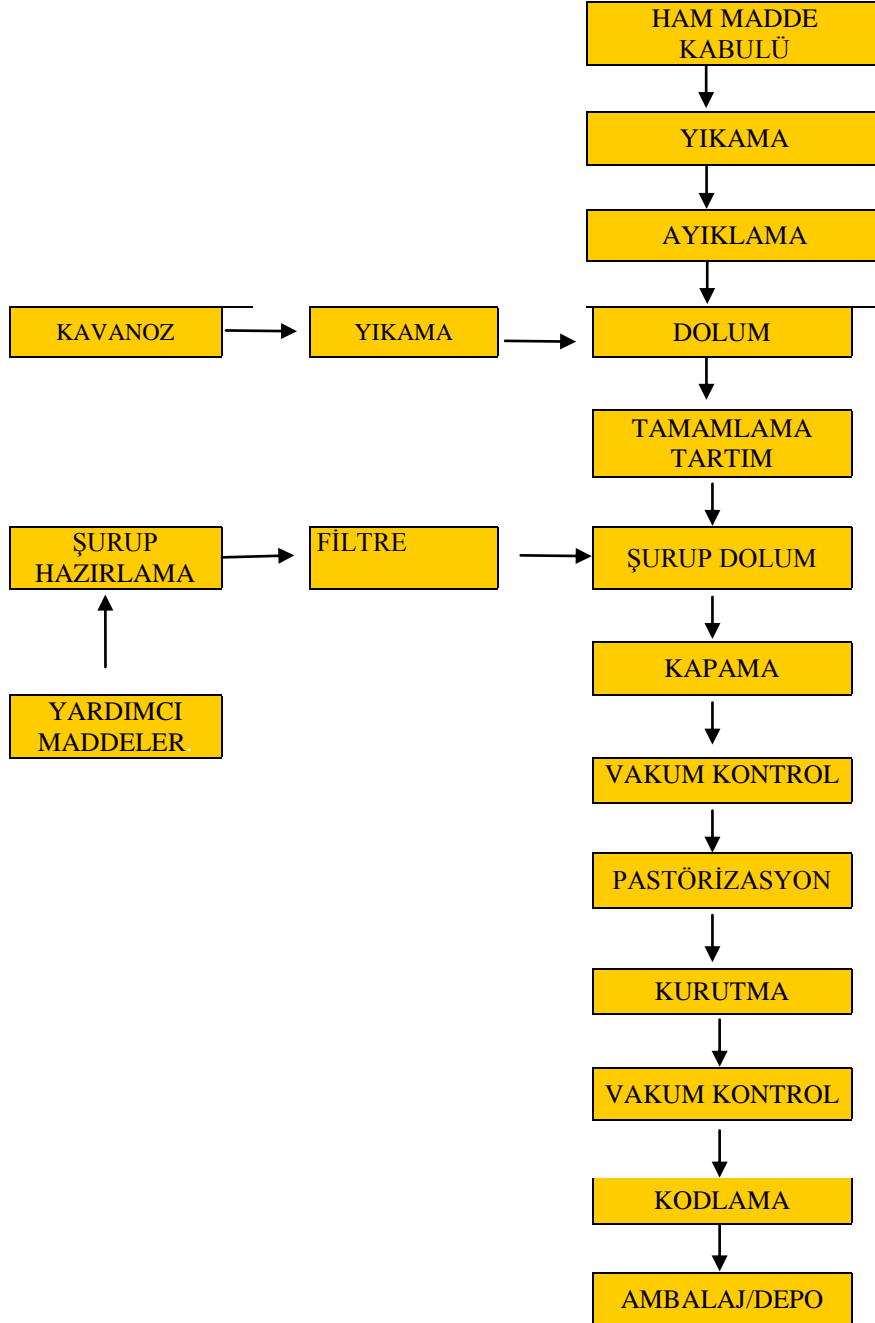 HAM MADDE
KABULÜ
YIKAMA
AYIKLAMA
KAVANOZ
YIKAMA
DOLUM
TAMAMLAMA
TARTIM
ŞURUP
HAZIRLAMA
FİLTRE
ŞURUP DOLUM
KAPAMA
YARDIMCI
MADDELER.
VAKUM KONTROL
PASTÖRİZASYON
KURUTMA
VAKUM KONTROL
KODLAMA
AMBALAJ/DEPO